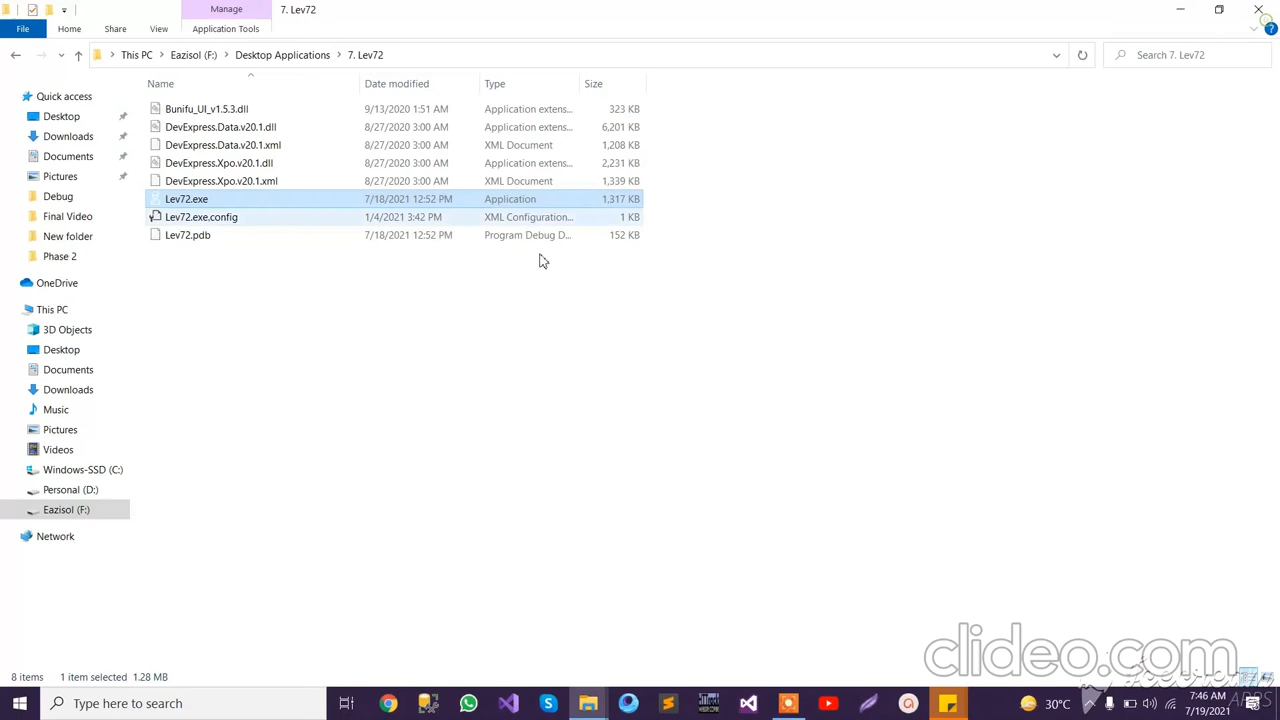 Manage
7. Lev72
File Home Share View Application Tools
This PC Eazisol (F:) Desktop Applications 7. Lev72
Search 7. Lev72
Name Date modified Type Size
Bunifu_UI_v1.5.3.dll 9/13/2020 1:51 AM Application extens... 323 KB
DevExpress.Data.v20.1.dll 8/27/2020 3:00 AM Application extens... 6,201 KB
DevExpress.Data.v20.1.xml 8/27/2020 3:00 AM XML Document 1,208 KB
DevExpress.Xpo.v20.1.dll 8/27/2020 3:00 AM Application extens... 2,231 KB
DevExpress.Xpo.v20.1.xml 8/27/2020 3:00 AM XML Document 1,339 KB
Lev72.exe 7/18/2021 12:52 PM Application 1,317 KB
Lev72.exe.config 1/4/2021 3:42 PM XML Configuration... 1 KB
Lev72.pdb 7/18/2021 12:52 PM Program Debug D... 152 KB
Quick access
Desktop
Downloads
Documents
Pictures
Debug
Final Video
New folder
Phase 2
OneDrive
This PC
3D Objects
Desktop
Documents
Downloads
Music
Pictures
Videos
Windows-SSD (C:)
Personal (D:)
Eazisol (F:)
Network
clideo.com
8 items 1 item selected 1.28 MB
Type here to search
30°C
7:46 AM
7/19/2021
APPS